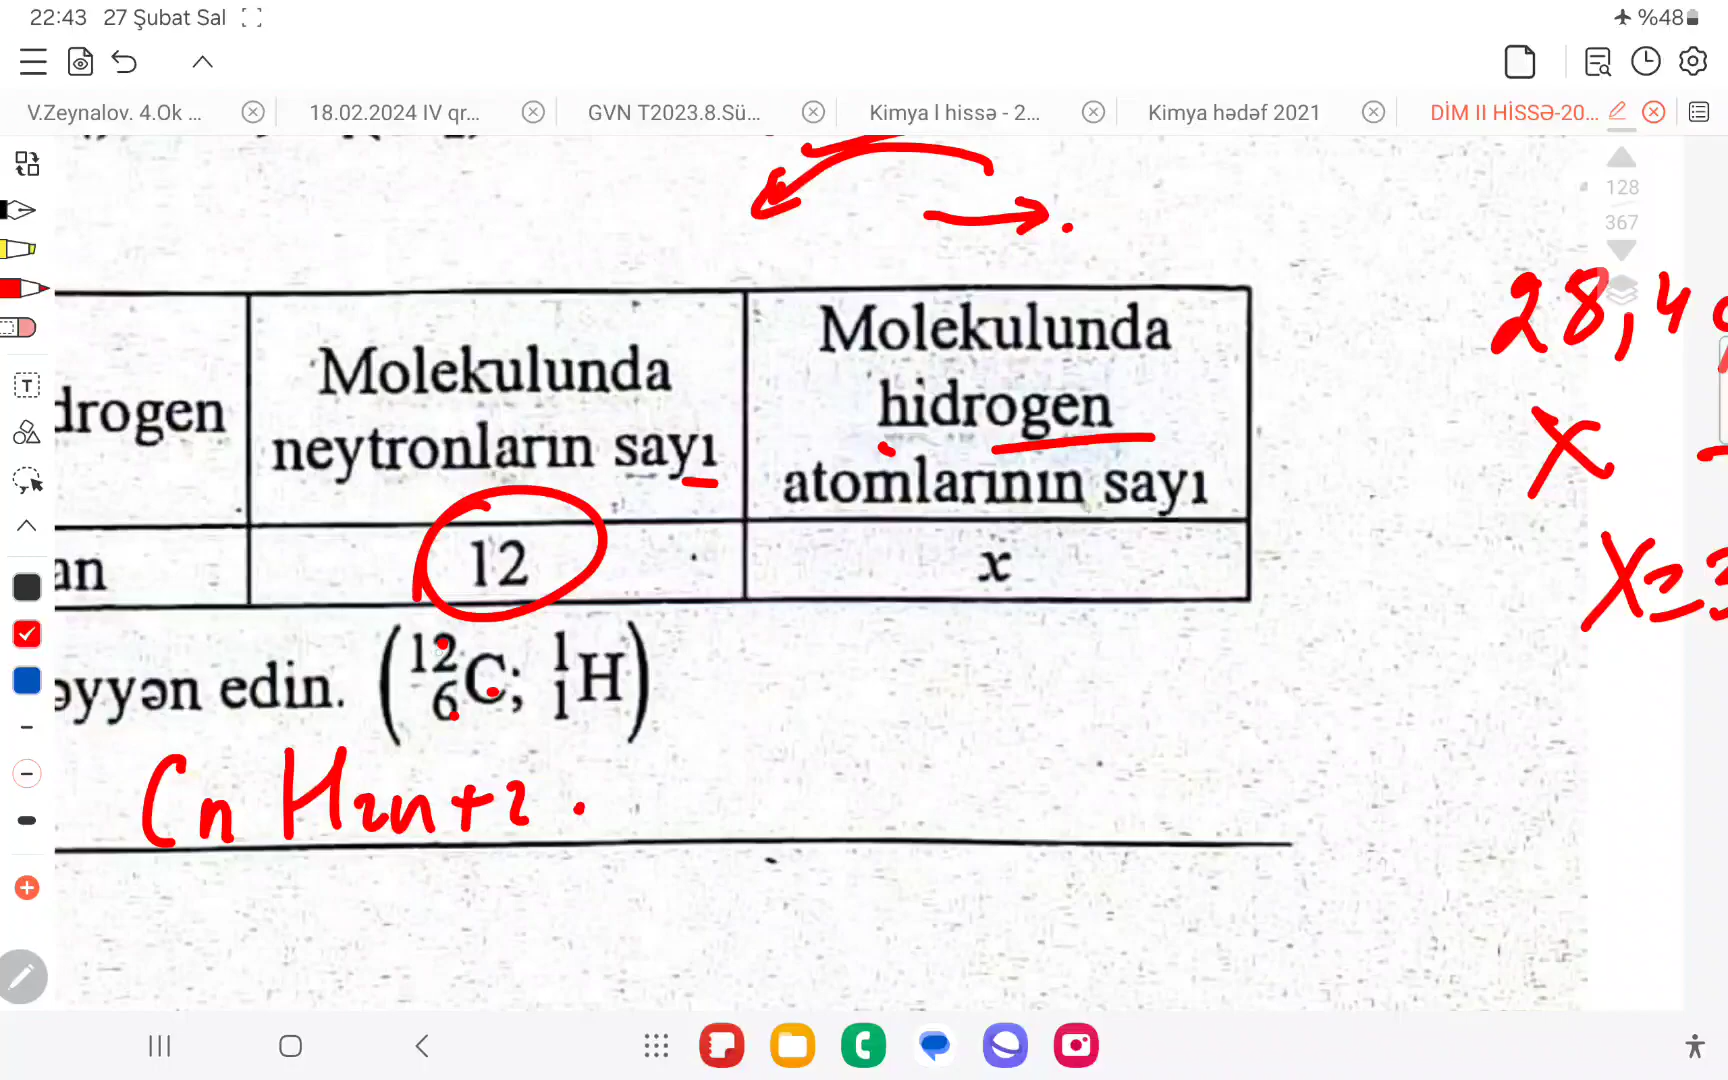 22:43 27 Şubat Sal
%48
V.Zeynalov. 4.Ok ...
18.02.2024 IV qr...
GVN T2023.8.Sü...
Kimya I hissə - 2...
Kimya hədəf 2021
DİM II HİSSƏ-20...
128
367
28,4
x
x=3
drogen
Molekulunda
neytronların sayı
Molekulunda
hidrogen
atomlarının sayı
an
12
x
əyyən edin. (¹²₆C; ¹₁H)
CnH2n+2